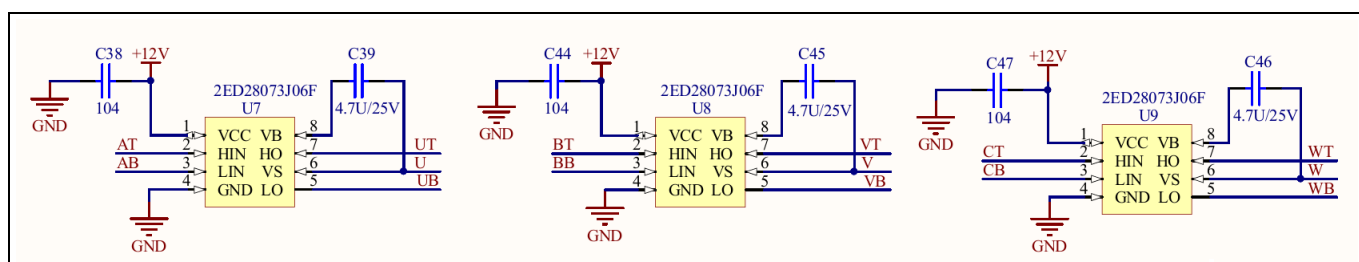 C38
+12V
C39
104
2ED28073J06F
U7
4.7U/25V
GND
1 VCC VB 8
AT 2 HIN HO 7 UT
AB 3 LIN VS 6 U
4 GND LO 5 UB
GND
C44
+12V
C45
104
2ED28073J06F
U8
4.7U/25V
GND
1 VCC VB 8
BT 2 HIN HO 7 VT
BB 3 LIN VS 6 V
4 GND LO 5 VB
GND
C47
+12V
C46
104
2ED28073J06F
U9
4.7U/25V
GND
1 VCC VB 8
CT 2 HIN HO 7 WT
CB 3 LIN VS 6 W
4 GND LO 5 WB
GND